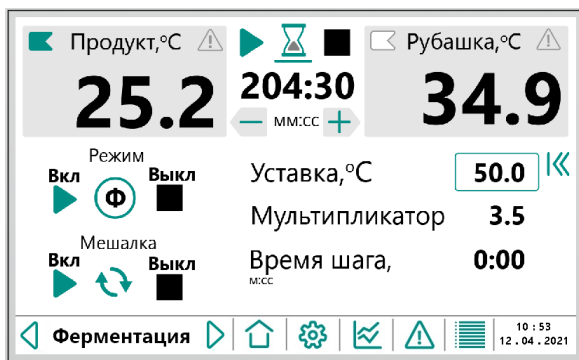 Продукт,°C
Рубашка,°C
25.2
204:30
34.9
мм:сс
Режим
Вкл
Выкл
Ф
Уставка,°C
50.0
Мультипликатор
3.5
Мешалка
Вкл
Выкл
Время шага,
0:00
м:сс
Ферментация
10:53
12.04.2021